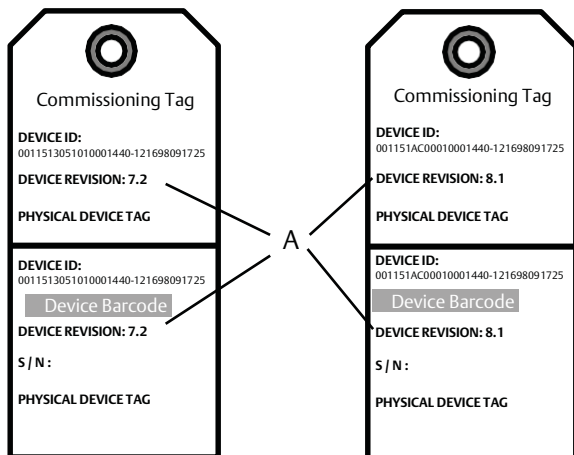 Commissioning Tag
DEVICE ID:
0011513051010001440-121698091725
DEVICE REVISION: 7.2
PHYSICAL DEVICE TAG
DEVICE ID:
0011513051010001440-121698091725
Device Barcode
DEVICE REVISION: 7.2
S / N :
PHYSICAL DEVICE TAG
A
Commissioning Tag
DEVICE ID:
001151AC00010001440-121698091725
DEVICE REVISION: 8.1
PHYSICAL DEVICE TAG
DEVICE ID:
001151AC00010001440-121698091725
Device Barcode
DEVICE REVISION: 8.1
S / N :
PHYSICAL DEVICE TAG